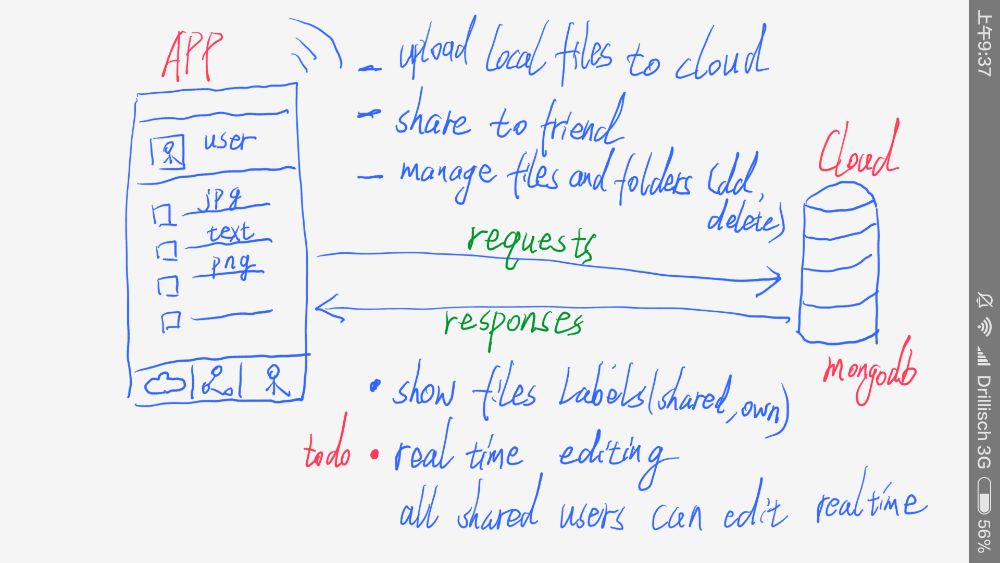 APP
- upload local files to cloud
- share to friend
- manage files and folders (add,
delete)
user
jpg
text
png
requests
responses
Cloud
mongodb
• show files labels (shared, own)
todo • real time editing
all shared users can edit realtime
上午9:37
Drillisch 3G
56%